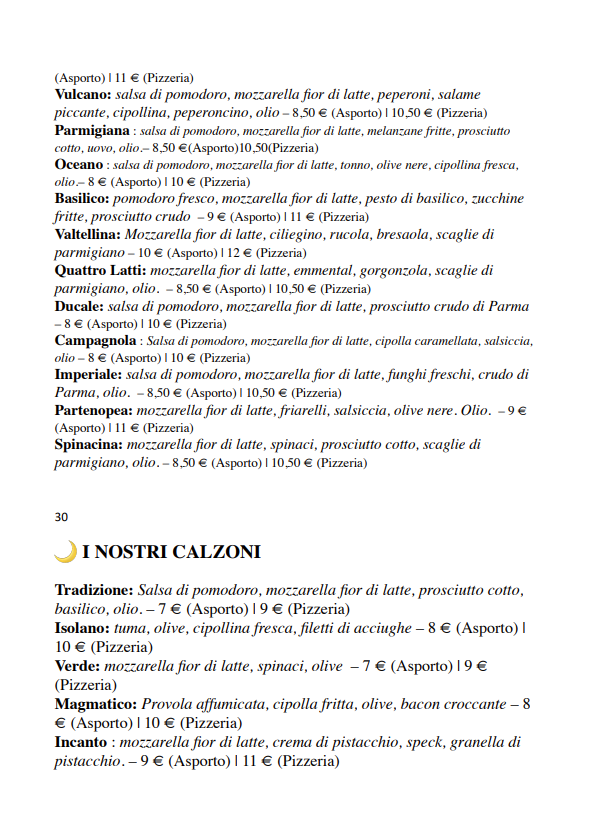 (Asporto) | 11 € (Pizzeria)
Vulcano: salsa di pomodoro, mozzarella fior di latte, peperoni, salame
piccante, cipollina, peperoncino, olio – 8,50 € (Asporto) | 10,50 € (Pizzeria)
Parmigiana : salsa di pomodoro, mozzarella fior di latte, melanzane fritte, prosciutto
cotto, uovo, olio.– 8,50 €(Asporto)10,50(Pizzeria)
Oceano : salsa di pomodoro, mozzarella fior di latte, tonno, olive nere, cipollina fresca,
olio.– 8 € (Asporto) | 10 € (Pizzeria)
Basilico: pomodoro fresco, mozzarella fior di latte, pesto di basilico, zucchine
fritte, prosciutto crudo – 9 € (Asporto) | 11 € (Pizzeria)
Valtellina: Mozzarella fior di latte, ciliegino, rucola, bresaola, scaglie di
parmigiano – 10 € (Asporto) | 12 € (Pizzeria)
Quattro Latti: mozzarella fior di latte, emmental, gorgonzola, scaglie di
parmigiano, olio. – 8,50 € (Asporto) | 10,50 € (Pizzeria)
Ducale: salsa di pomodoro, mozzarella fior di latte, prosciutto crudo di Parma
– 8 € (Asporto) | 10 € (Pizzeria)
Campagnola : Salsa di pomodoro, mozzarella fior di latte, cipolla caramellata, salsiccia,
olio – 8 € (Asporto) | 10 € (Pizzeria)
Imperiale: salsa di pomodoro, mozzarella fior di latte, funghi freschi, crudo di
Parma, olio. – 8,50 € (Asporto) | 10,50 € (Pizzeria)
Partenopea: mozzarella fior di latte, friarelli, salsiccia, olive nere. Olio. – 9 €
(Asporto) | 11 € (Pizzeria)
Spinacina: mozzarella fior di latte, spinaci, prosciutto cotto, scaglie di
parmigiano, olio. – 8,50 € (Asporto) | 10,50 € (Pizzeria)
30
🌙 I NOSTRI CALZONI
Tradizione: Salsa di pomodoro, mozzarella fior di latte, prosciutto cotto,
basilico, olio. – 7 € (Asporto) | 9 € (Pizzeria)
Isolano: tuma, olive, cipollina fresca, filetti di acciughe – 8 € (Asporto) |
10 € (Pizzeria)
Verde: mozzarella fior di latte, spinaci, olive – 7 € (Asporto) | 9 €
(Pizzeria)
Magmatico: Provola affumicata, cipolla fritta, olive, bacon croccante – 8
€ (Asporto) | 10 € (Pizzeria)
Incanto : mozzarella fior di latte, crema di pistacchio, speck, granella di
pistacchio. – 9 € (Asporto) | 11 € (Pizzeria)